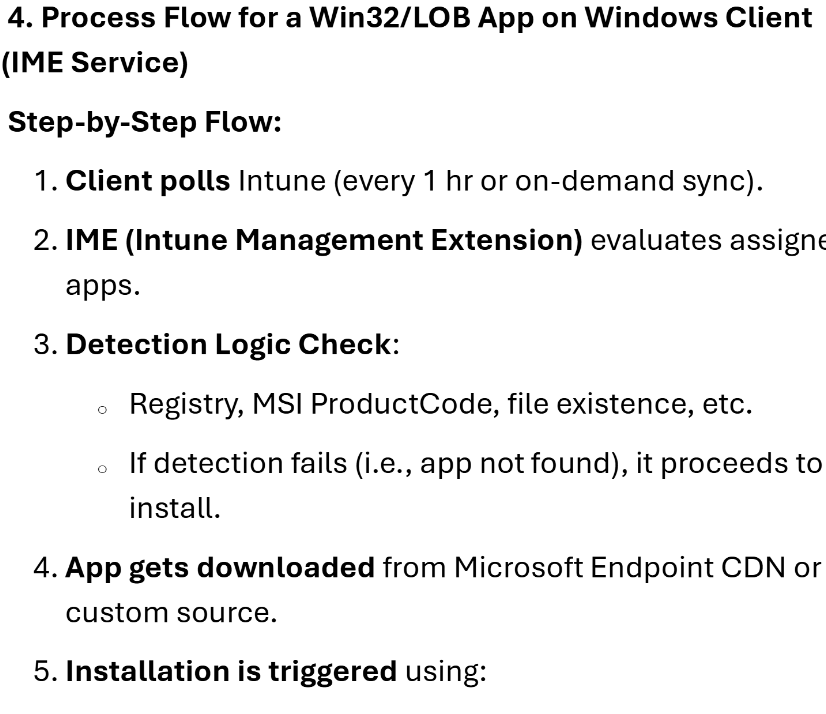 4. Process Flow for a Win32/LOB App on Windows Client
(IME Service)
Step-by-Step Flow:
1. Client polls Intune (every 1 hr or on-demand sync).
2. IME (Intune Management Extension) evaluates assigne
apps.
3. Detection Logic Check:
○ Registry, MSI ProductCode, file existence, etc.
○ If detection fails (i.e., app not found), it proceeds to
install.
4. App gets downloaded from Microsoft Endpoint CDN or
custom source.
5. Installation is triggered using: